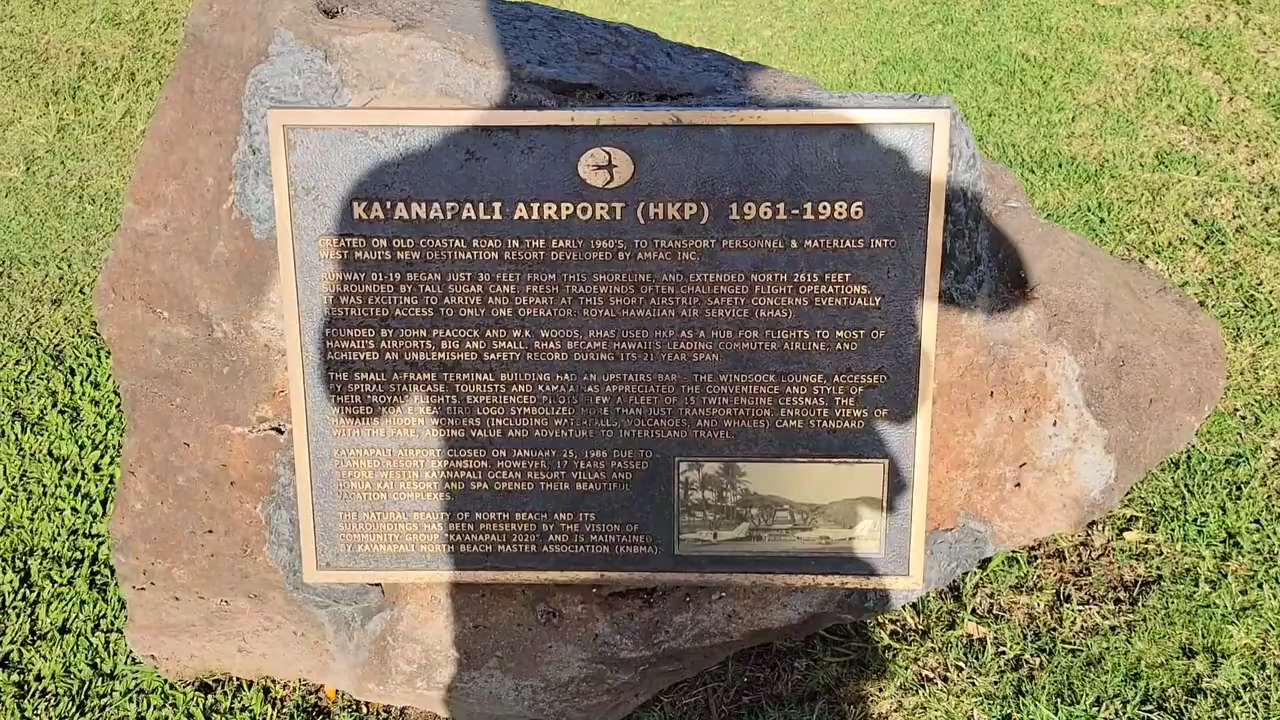 KA'ANAPALI AIRPORT (HKP) 1961-1986
CREATED ON OLD COASTAL ROAD IN THE EARLY 1960'S, TO TRANSPORT PERSONNEL & MATERIALS INTO
WEST MAUI'S NEW DESTINATION RESORT DEVELOPED BY AMFAC INC.
RUNWAY 01-19 BEGAN JUST 30 FEET FROM THIS SHORELINE, AND EXTENDED NORTH 2615 FEET
SURROUNDED BY TALL SUGAR CANE. FRESH TRADEWINDS OFTEN CHALLENGED FLIGHT OPERATIONS.
IT WAS EXCITING TO ARRIVE AND DEPART AT THIS SHORT AIRSTRIP. SAFETY CONCERNS EVENTUALLY
RESTRICTED ACCESS TO ONLY ONE OPERATOR: ROYAL HAWAIIAN AIR SERVICE (RHAS).
FOUNDED BY JOHN PEACOCK AND W.K. WOODS, RHAS USED HKP AS A HUB FOR FLIGHTS TO MOST OF
HAWAII'S AIRPORTS, BIG AND SMALL. RHAS BECAME HAWAII'S LEADING COMMUTER AIRLINE, AND
ACHIEVED AN UNBLEMISHED SAFETY RECORD DURING ITS 21 YEAR SPAN.
THE SMALL A-FRAME TERMINAL BUILDING HAD AN UPSTAIRS BAR - THE WINDSOCK LOUNGE, ACCESSED
BY SPIRAL STAIRCASE. TOURISTS AND KAMA'AINAS APPRECIATED THE CONVENIENCE AND STYLE OF
THEIR "ROYAL" FLIGHTS. EXPERIENCED PILOTS FLEW A FLEET OF 15 TWIN-ENGINE CESSNAS. THE
WINGED "KOA E KEA" BIRD LOGO SYMBOLIZED MORE THAN JUST TRANSPORTATION. ENROUTE VIEWS OF
HAWAII'S HIDDEN WONDERS (INCLUDING WATERFALLS, VOLCANOES, AND WHALES) CAME STANDARD
WITH THE FARE, ADDING VALUE AND ADVENTURE TO INTERISLAND TRAVEL.
KA'ANAPALI AIRPORT CLOSED ON JANUARY 25, 1986 DUE TO
PLANNED RESORT EXPANSION. HOWEVER, 17 YEARS PASSED
BEFORE WESTIN KA'ANAPALI OCEAN RESORT VILLAS AND
HONUA KAI RESORT AND SPA OPENED THEIR BEAUTIFUL
VACATION COMPLEXES.
THE NATURAL BEAUTY OF NORTH BEACH AND ITS
SURROUNDINGS HAS BEEN PRESERVED BY THE VISION OF
COMMUNITY GROUP "KA'ANAPALI 2020", AND IS MAINTAINED
BY KA'ANAPALI NORTH BEACH MASTER ASSOCIATION (KNBMA).